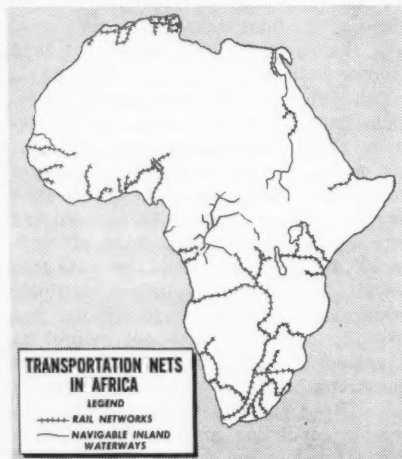 TRANSPORTATION NETS
IN AFRICA
LEGEND
RAIL NETWORKS
NAVIGABLE INLAND
WATERWAYS